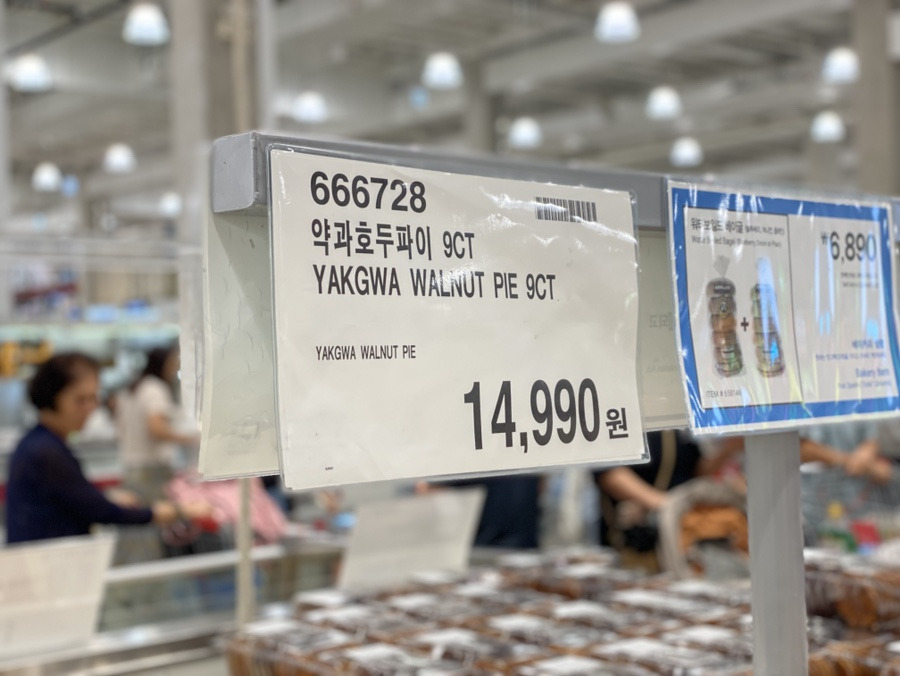 666728
약과호두파이 9CT
YAKGWA WALNUT PIE 9CT
YAKGWA WALNUT PIE
14,990원
₩6,890
Bakery Item